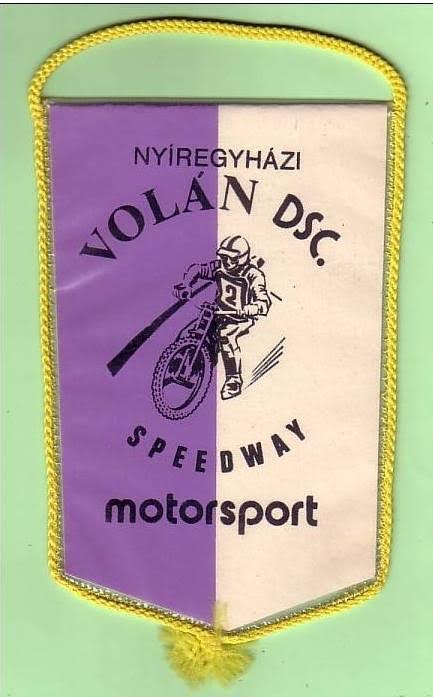 NYÍREGYHÁZI
VOLÁN DSC.
2
SPEEDWAY
motorsport